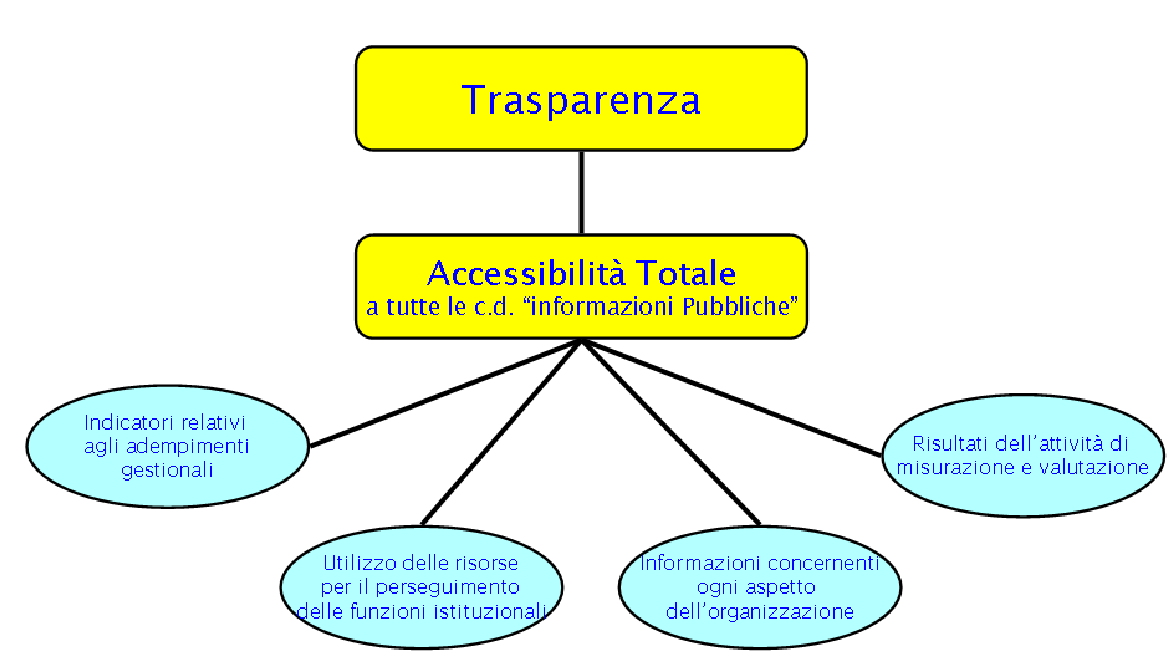 Trasparenza
Accessibilità Totale
a tutte le c.d. “informazioni Pubbliche”
Indicatori relativi
agli adempimenti
gestionali
Utilizzo delle risorse
per il perseguimento
delle funzioni istituzionali
Informazioni concernenti
ogni aspetto
dell’organizzazione
Risultati dell’attività di
misurazione e valutazione